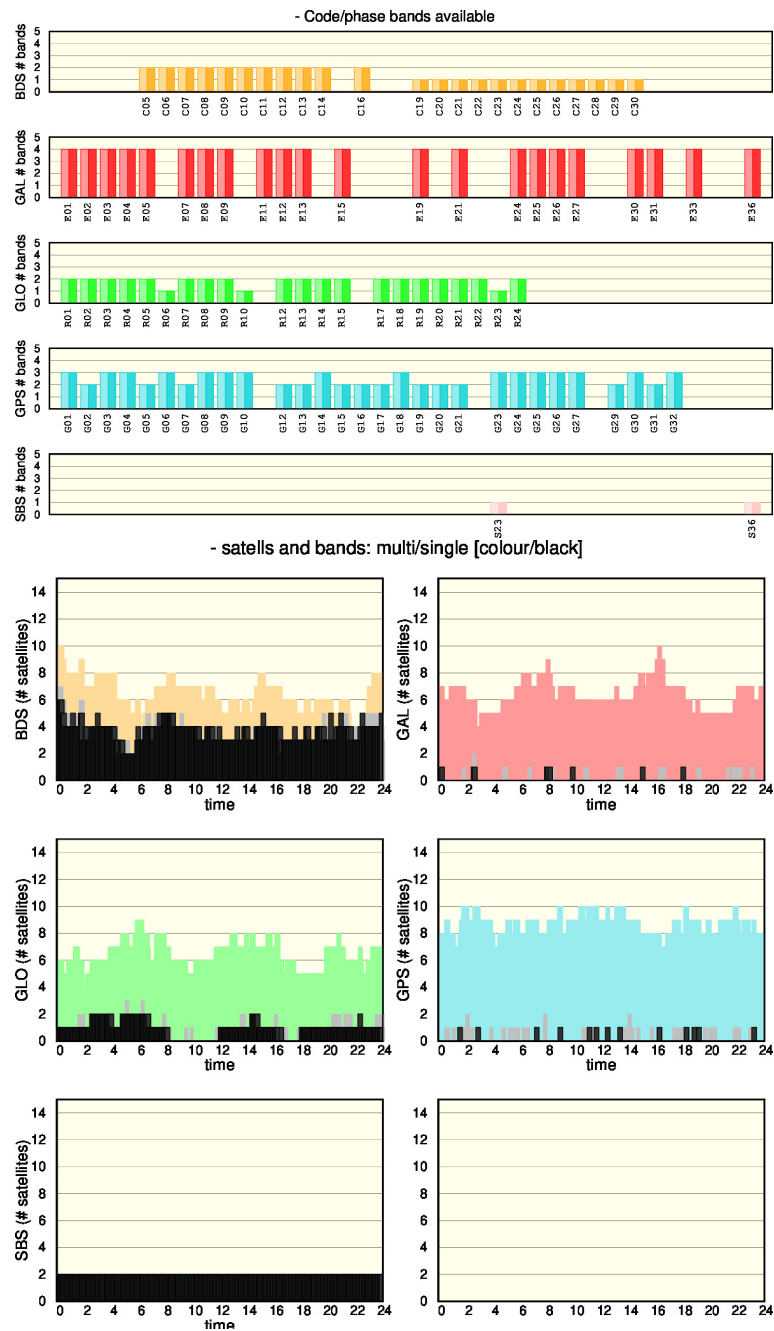 - Code/phase bands available
BDS # bands
5
4
3
2
1
0
C05 C06 C07 C08 C09 C10 C11 C12 C13 C14 C16 C19 C20 C21 C22 C23 C24 C25 C26 C27 C28 C29 C30
GAL # bands
5
4
3
2
1
0
E01 E02 E03 E04 E05 E07 E08 E09 E11 E12 E13 E15 E19 E21 E24 E25 E26 E27 E30 E31 E33 E36
GLO # bands
5
4
3
2
1
0
R01 R02 R03 R04 R05 R06 R07 R08 R09 R10 R12 R13 R14 R15 R17 R18 R19 R20 R21 R22 R23 R24
GPS # bands
5
4
3
2
1
0
G01 G02 G03 G04 G05 G06 G07 G08 G09 G10 G12 G13 G14 G15 G16 G17 G18 G19 G20 G21 G23 G24 G25 G26 G27 G29 G30 G31 G32
SBS # bands
5
4
3
2
1
0
S23 S36
- satells and bands: multi/single [colour/black]
BDS (# satellites)
14
12
10
8
6
4
2
0
0 2 4 6 8 10 12 14 16 18 20 22 24
time
GAL (# satellites)
14
12
10
8
6
4
2
0
0 2 4 6 8 10 12 14 16 18 20 22 24
time
GLO (# satellites)
14
12
10
8
6
4
2
0
0 2 4 6 8 10 12 14 16 18 20 22 24
time
GPS (# satellites)
14
12
10
8
6
4
2
0
0 2 4 6 8 10 12 14 16 18 20 22 24
time
SBS (# satellites)
14
12
10
8
6
4
2
0
0 2 4 6 8 10 12 14 16 18 20 22 24
time
14
12
10
8
6
4
2
0
0 2 4 6 8 10 12 14 16 18 20 22 24